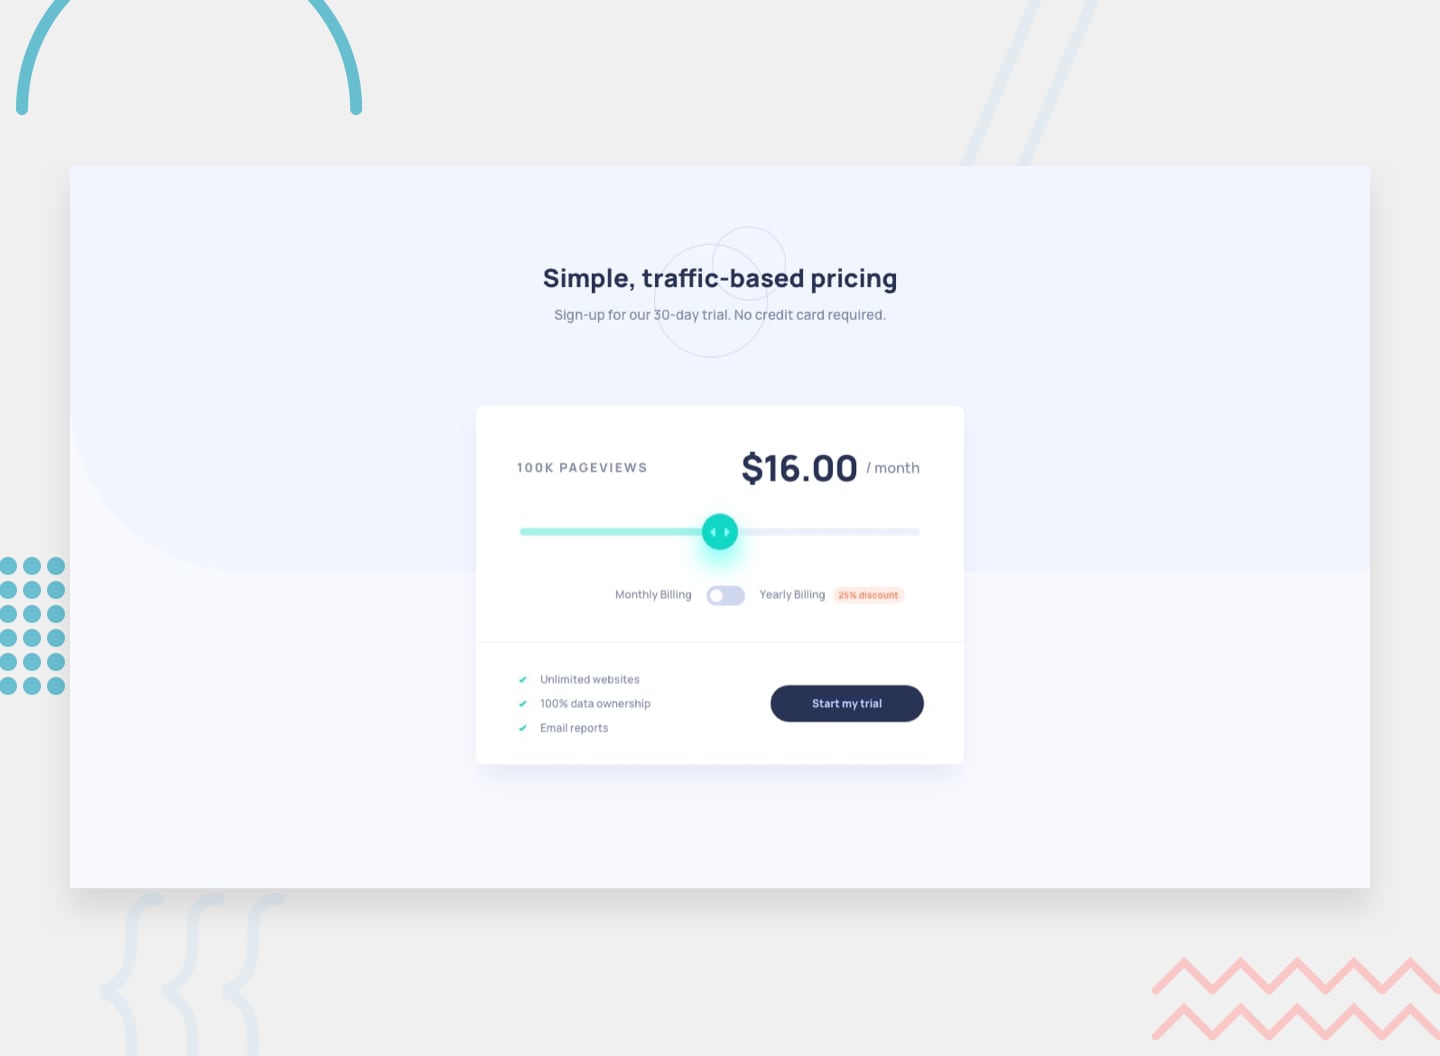 Simple, traffic-based pricing
Sign-up for our 30-day trial. No credit card required.
100K PAGEVIEWS
$16.00 / month
Monthly Billing
Yearly Billing
25% discount
Unlimited websites
100% data ownership
Email reports
Start my trial